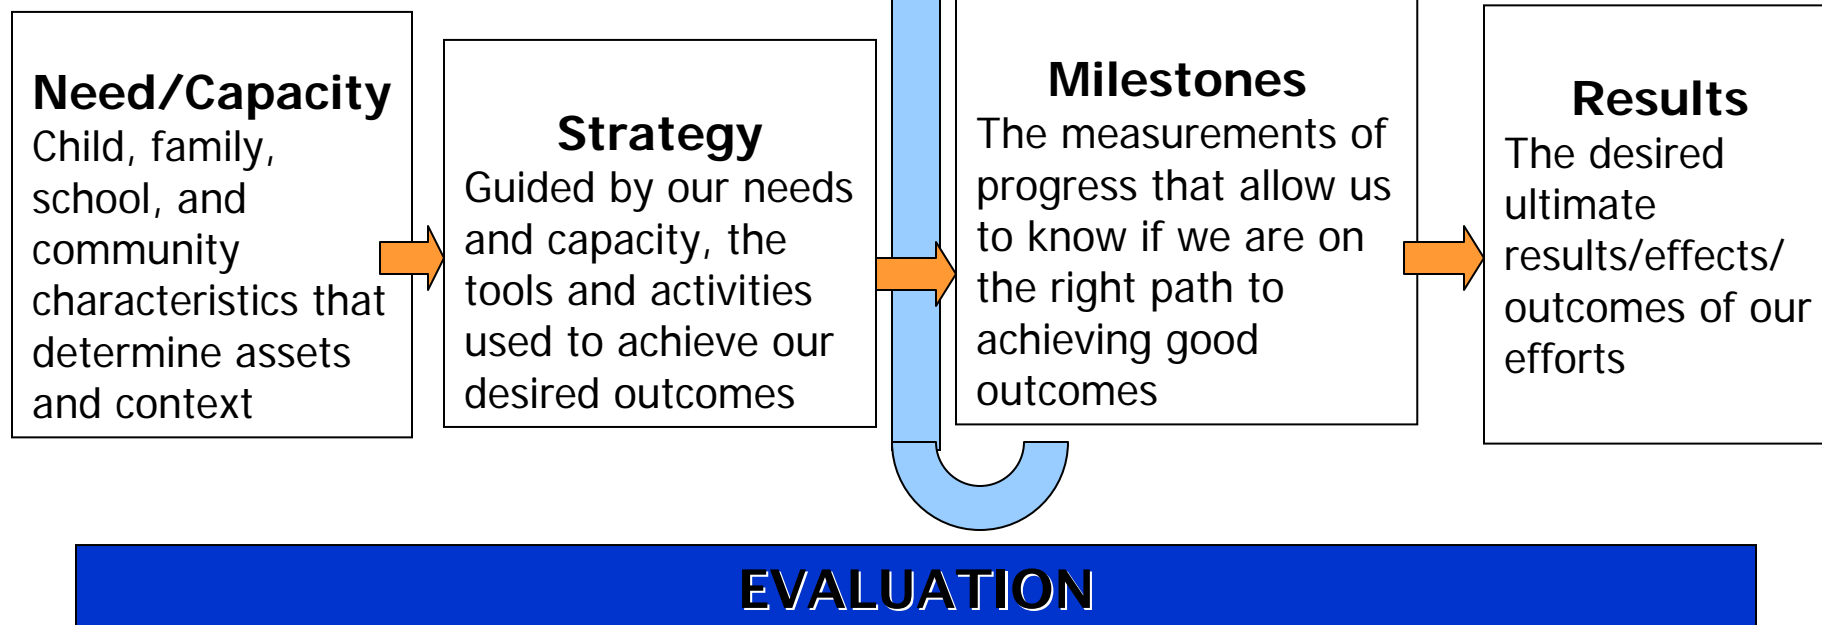 Need/Capacity
Child, family,
school, and
community
characteristics that
determine assets
and context
Strategy
Guided by our needs
and capacity, the
tools and activities
used to achieve our
desired outcomes
Milestones
The measurements of
progress that allow us
to know if we are on
the right path to
achieving good
outcomes
Results
The desired
ultimate
results/effects/
outcomes of our
efforts
EVALUATION